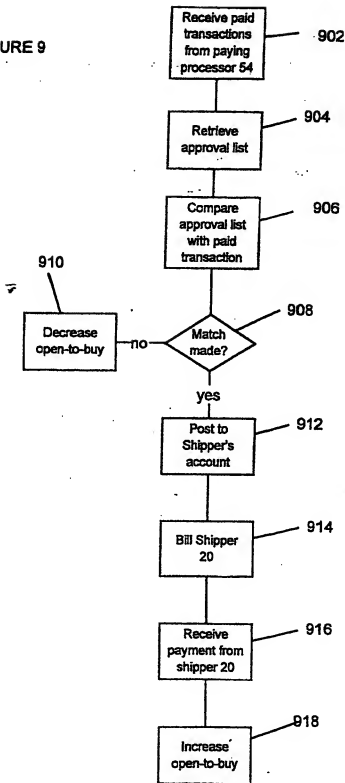 URE 9
Receive paid
transactions
from paying
processor 54
902
Retrieve
approval list
904
Compare
approval list
with paid
transaction
906
910
Decrease
open-to-buy
no
Match
made?
908
yes
Post to
Shipper's
account
912
Bill Shipper
20
914
Receive
payment from
shipper 20
916
Increase
open-to-buy
918